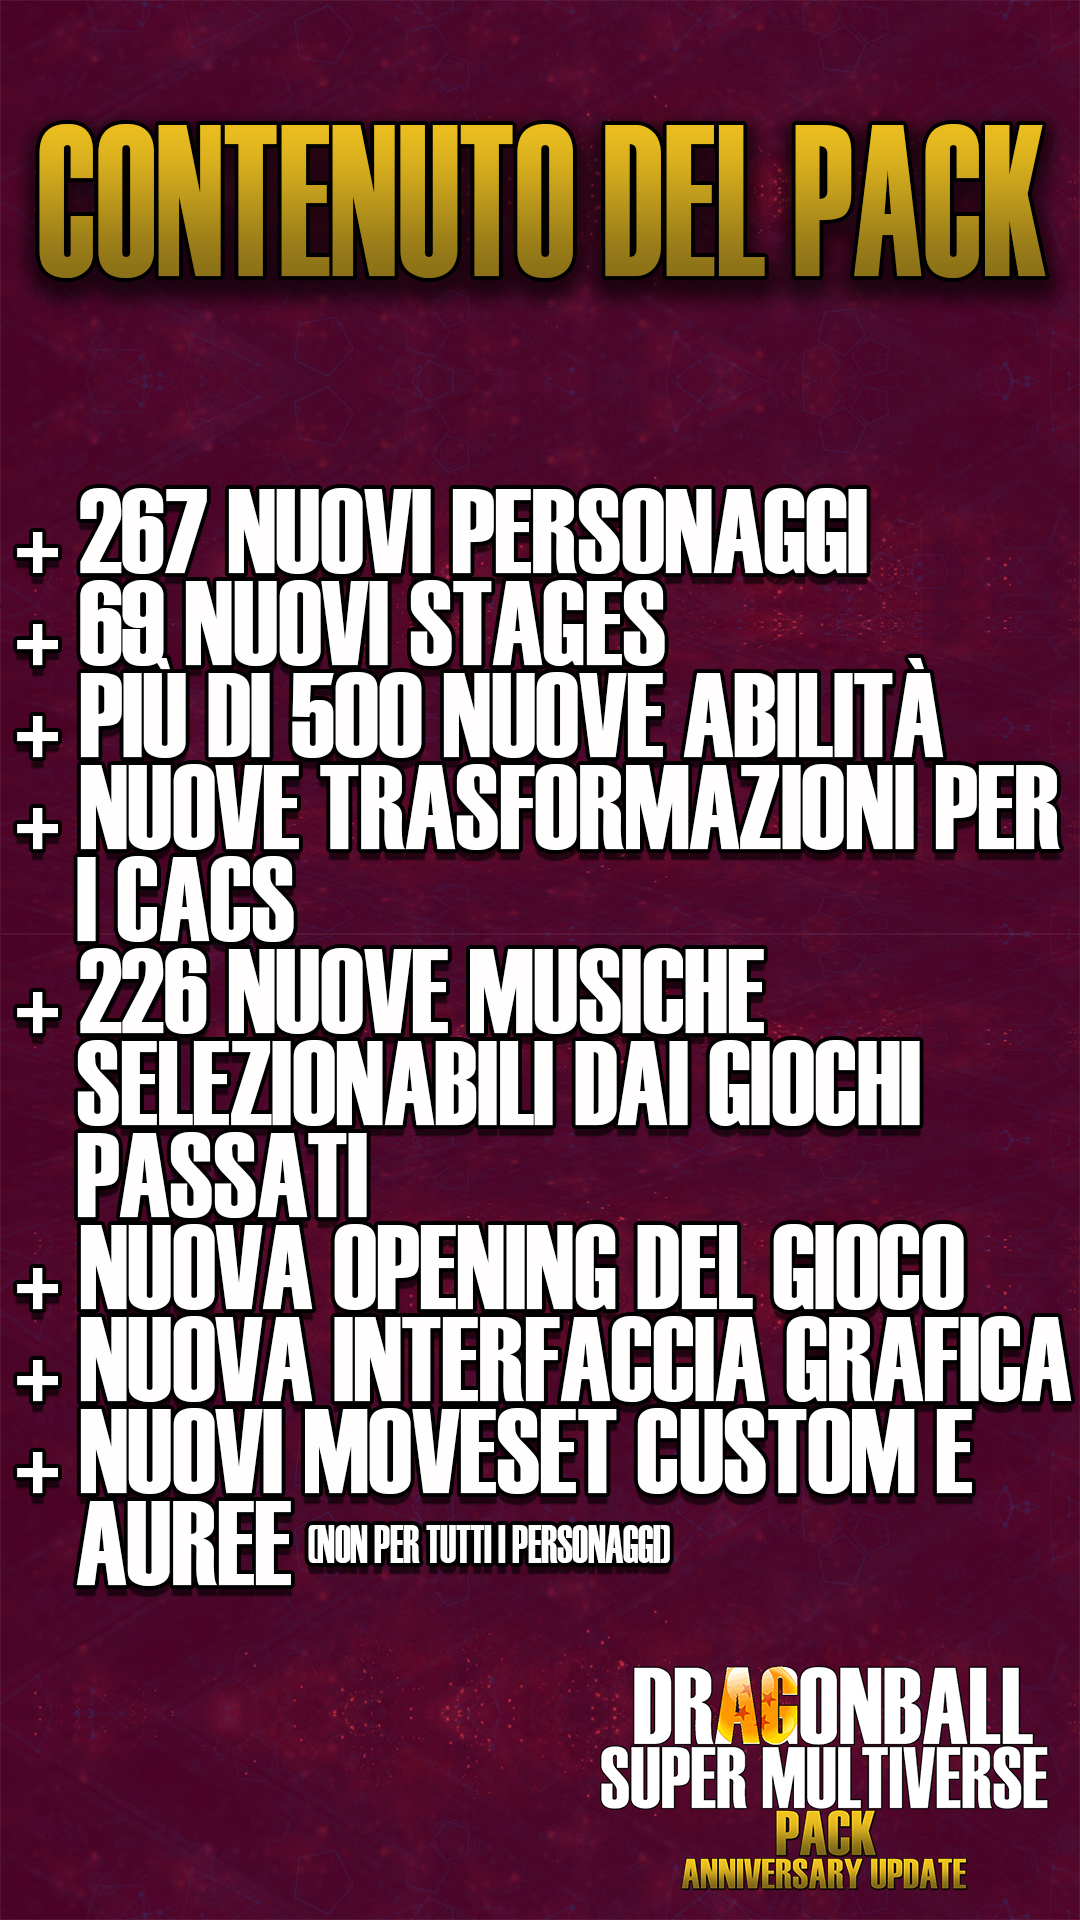 CONTENUTO DEL PACK
+ 267 NUOVI PERSONAGGI
+ 69 NUOVI STAGES
+ PIÙ DI 500 NUOVE ABILITÀ
+ NUOVE TRASFORMAZIONI PER
I CACS
+ 226 NUOVE MUSICHE
SELEZIONABILI DAI GIOCHI
PASSATI
+ NUOVA OPENING DEL GIOCO
+ NUOVA INTERFACCIA GRAFICA
+ NUOVI MOVESET CUSTOM E
AUREE (NON PER TUTTI I PERSONAGGI)
DRAGONBALL
SUPER MULTIVERSE
PACK
ANNIVERSARY UPDATE